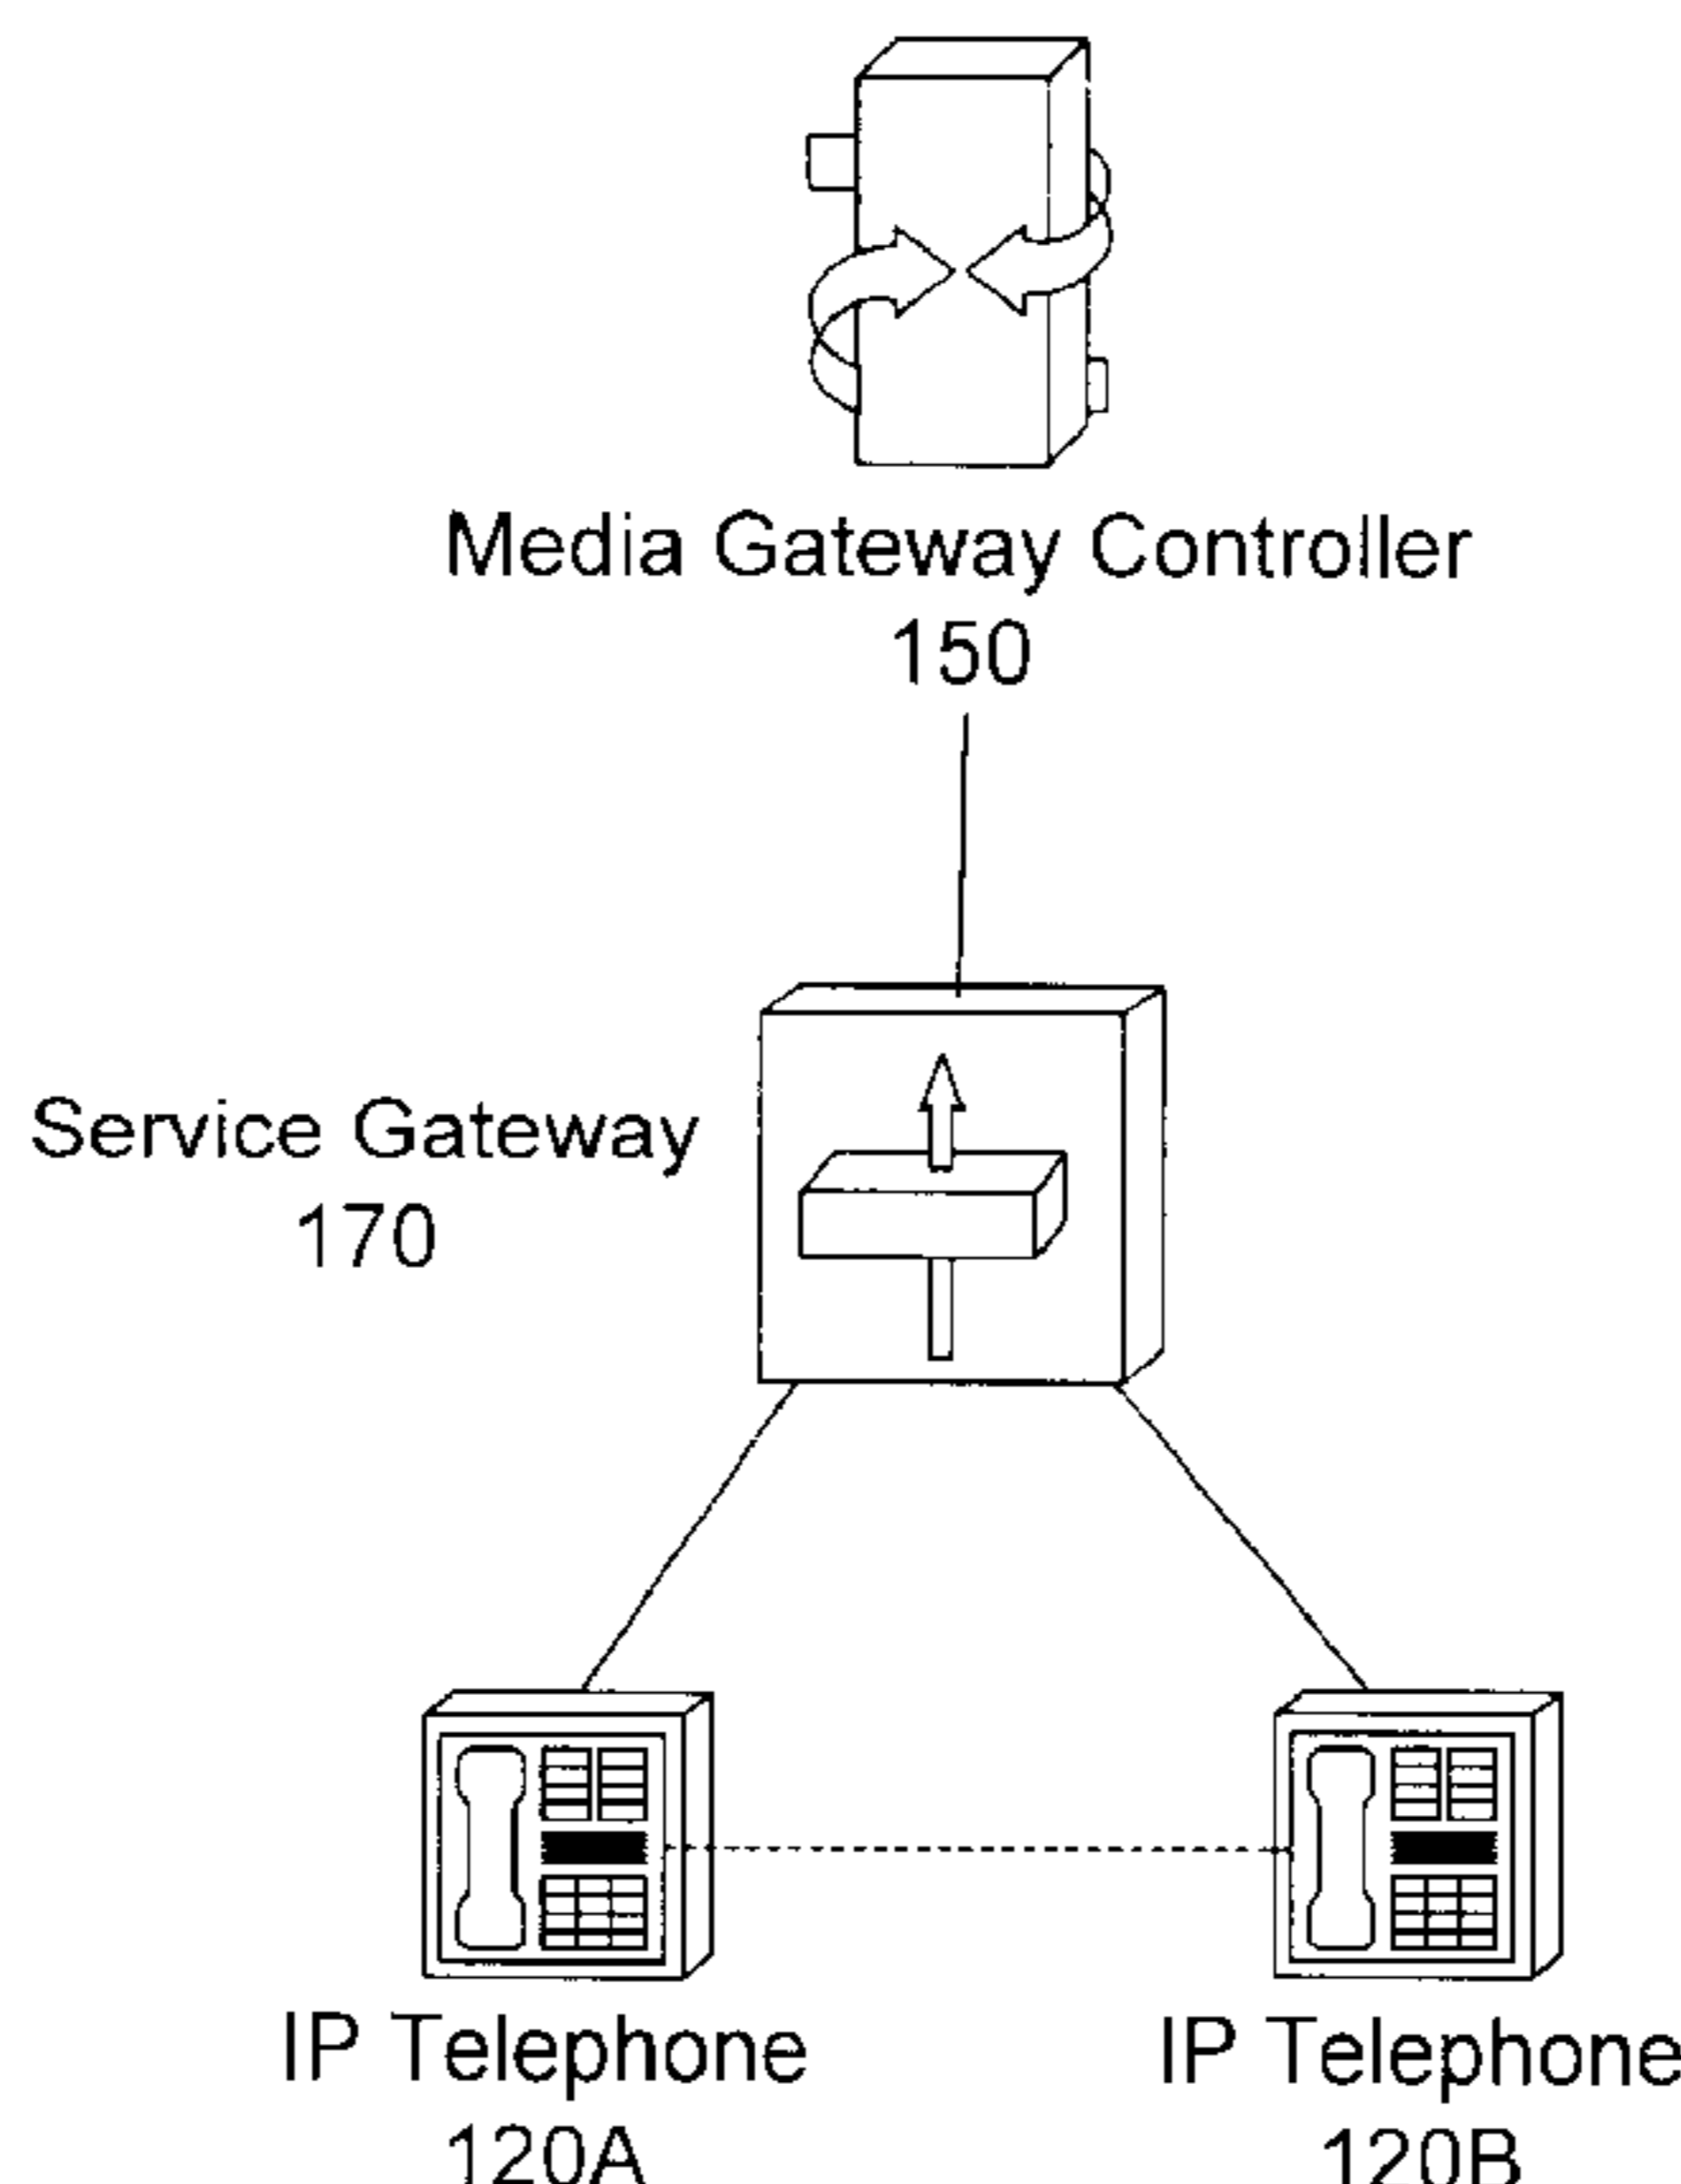 Media Gateway Controller
150
Service Gateway
170
IP Telephone
120A
IP Telephone
120B